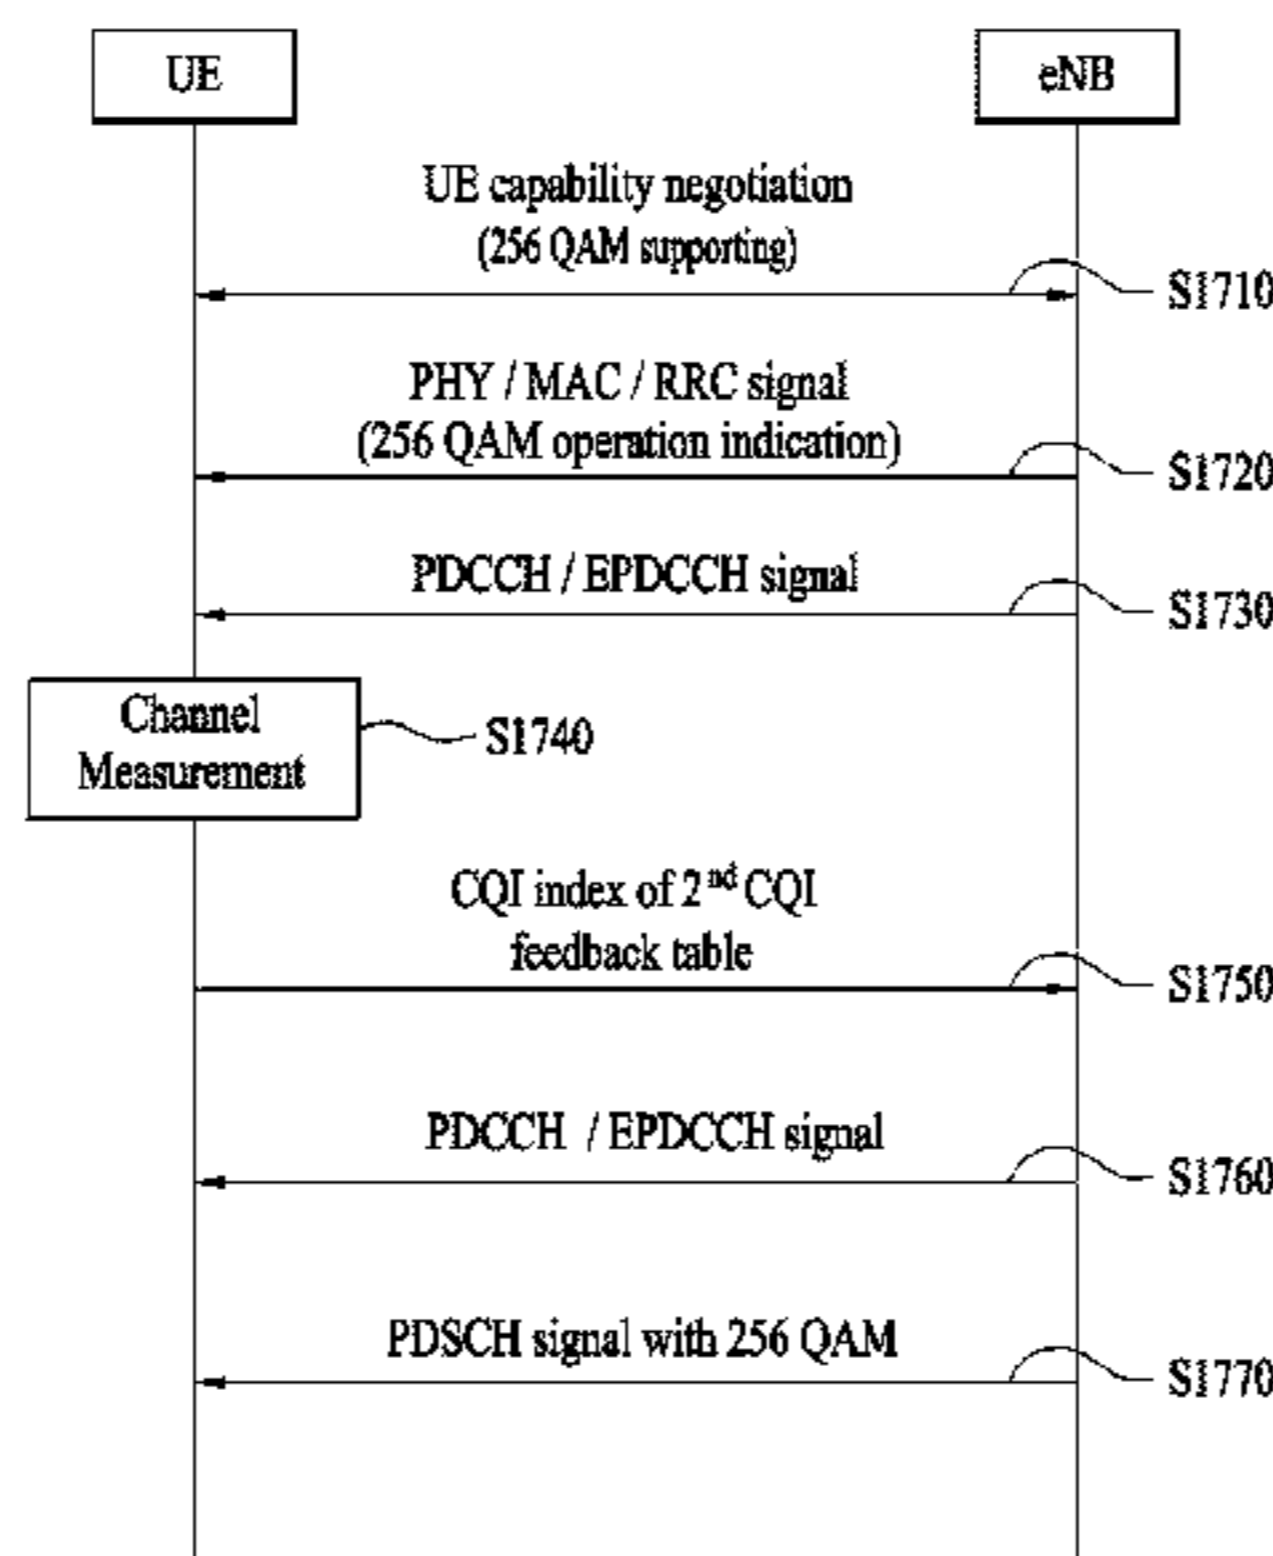 UE
eNB
UE capability negotiation
(256 QAM supporting)
S1710
PHY / MAC / RRC signal
(256 QAM operation indication)
S1720
PDCCH / EPDCCH signal
S1730
Channel
Measurement
S1740
CQI index of 2nd CQI
feedback table
S1750
PDCCH / EPDCCH signal
S1760
PDSCH signal with 256 QAM
S1770